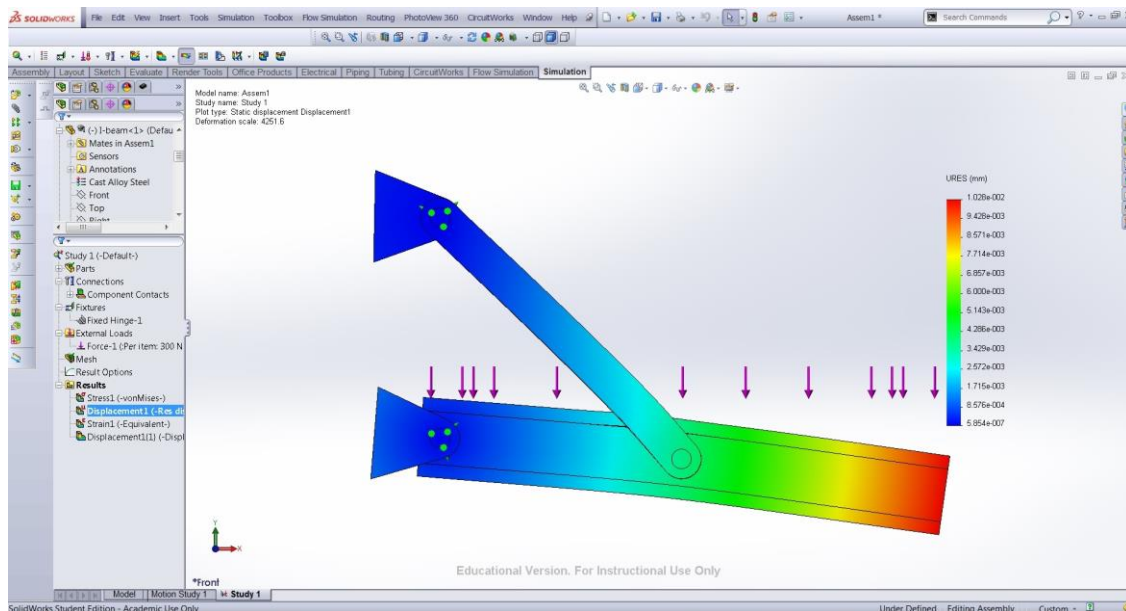 SOLIDWORKS File Edit View Insert Tools Simulation Toolbox Flow Simulation Routing PhotoView 360 CircuitWorks Window Help Assem1 * Search Commands
Assembly Layout Sketch Evaluate Render Tools Office Products Electrical Piping Tubing CircuitWorks Flow Simulation Simulation
Model name: Assem1
Study name: Study 1
Plot type: Static displacement Displacement1
Deformation scale: 4251.6
(-) I-beam<1> (Defau
Mates in Assem1
Sensors
Annotations
Cast Alloy Steel
Front
Top
Right
Study 1 (-Default-)
Parts
Connections
Component Contacts
Fixtures
Fixed Hinge-1
External Loads
Force-1 (:Per item: 300 N
Mesh
Result Options
Results
Stress1 (-vonMises-)
Displacement1 (-Res dis
Strain1 (-Equivalent-)
Displacement1(1) (-Displ
URES (mm)
1.028e-002
9.428e-003
8.571e-003
7.714e-003
6.857e-003
6.000e-003
5.143e-003
4.286e-003
3.429e-003
2.572e-003
1.715e-003
8.576e-004
5.854e-007
Y
X
*Front
Educational Version. For Instructional Use Only
Model Motion Study 1 Study 1
SolidWorks Student Edition - Academic Use Only Under Defined Editing Assembly Custom